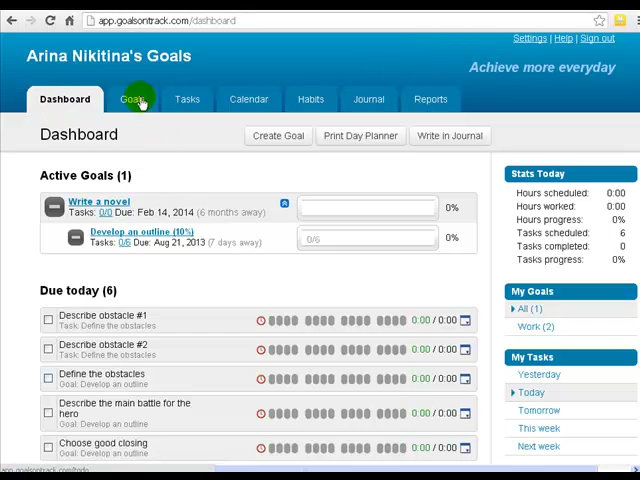 app.goalsontrack.com/dashboard
Settings | Help | Sign out
Arina Nikitina's Goals
Achieve more everyday
Dashboard
Goals
Tasks
Calendar
Habits
Journal
Reports
Dashboard
Create Goal
Print Day Planner
Write in Journal
Active Goals (1)
Write a novel
Tasks: 0/0 Due: Feb 14, 2014 (6 months away)
0%
Develop an outline (10%)
Tasks: 0/6 Due: Aug 21, 2013 (7 days away)
0/6
0%
Due today (6)
Describe obstacle #1
Task: Define the obstacles
0:00 / 0:00
Describe obstacle #2
Task: Define the obstacles
0:00 / 0:00
Define the obstacles
Goal: Develop an outline
0:00 / 0:00
Describe the main battle for the
hero
Goal: Develop an outline
0:00 / 0:00
Choose good closing
Goal: Develop an outline
0:00 / 0:00
Stats Today
Hours scheduled: 0:00
Hours worked: 0:00
Hours progress: 0%
Tasks scheduled: 6
Tasks completed: 0
Tasks progress: 0%
My Goals
All (1)
Work (2)
My Tasks
Yesterday
Today
Tomorrow
This week
Next week
app.goalsontrack.com/todo